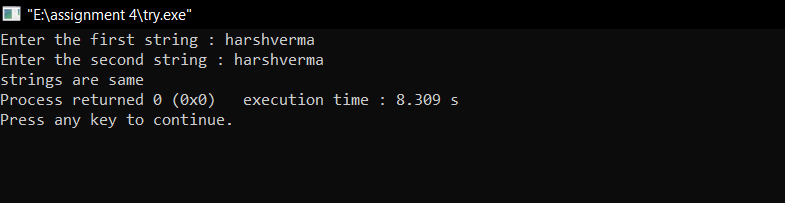 "E:\assignment 4\try.exe"
Enter the first string : harshverma
Enter the second string : harshverma
strings are same
Process returned 0 (0x0)   execution time : 8.309 s
Press any key to continue.